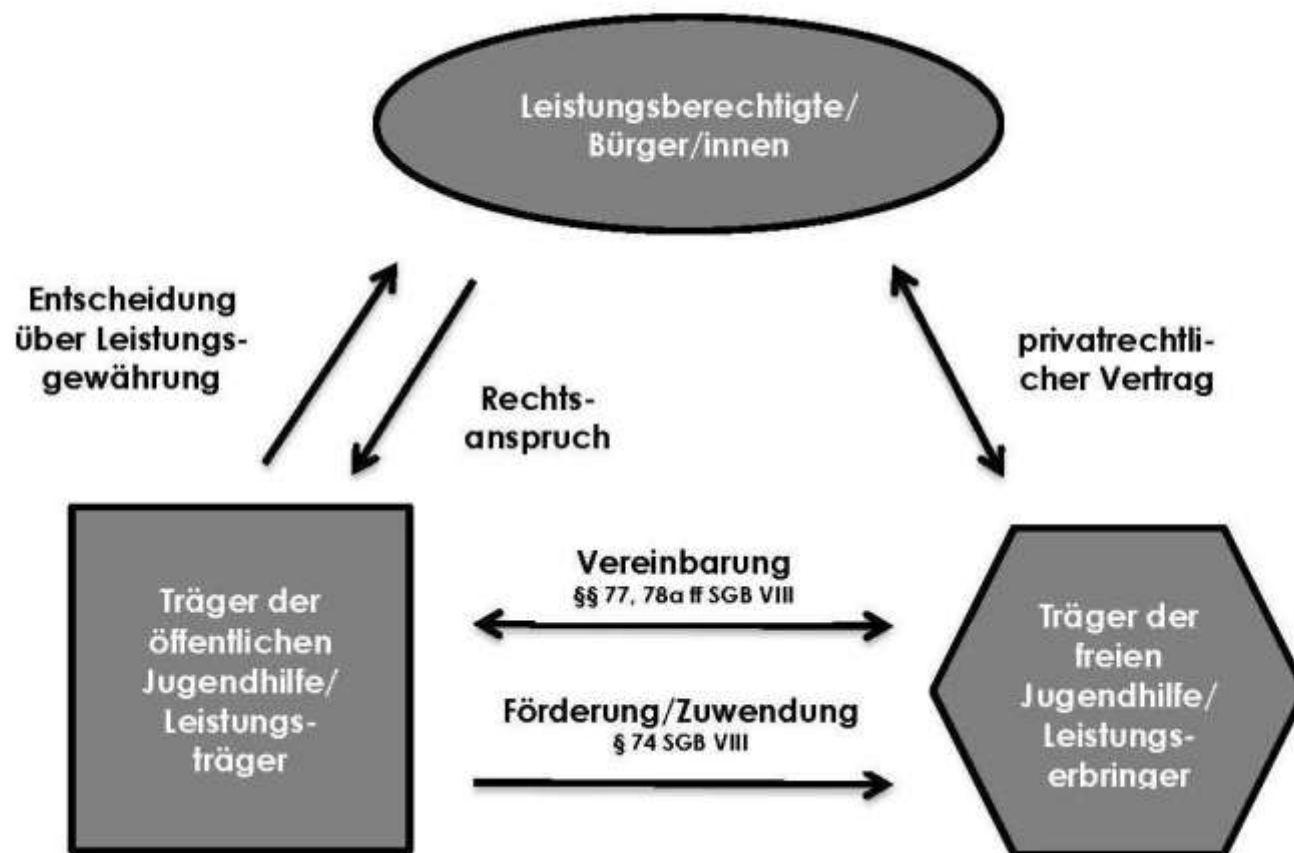 Leistungsberechtigte/
Bürger/innen
Entscheidung
über Leistungs-
gewährung
Rechts-
anspruch
privatrechtli-
cher Vertrag
Vereinbarung
§§ 77, 78a ff SGB VIII
Förderung/Zuwendung
§ 74 SGB VIII
Träger der
öffentlichen
Jugendhilfe/
Leistungs-
träger
Träger der
freien
Jugendhilfe/
Leistungs-
erbringer